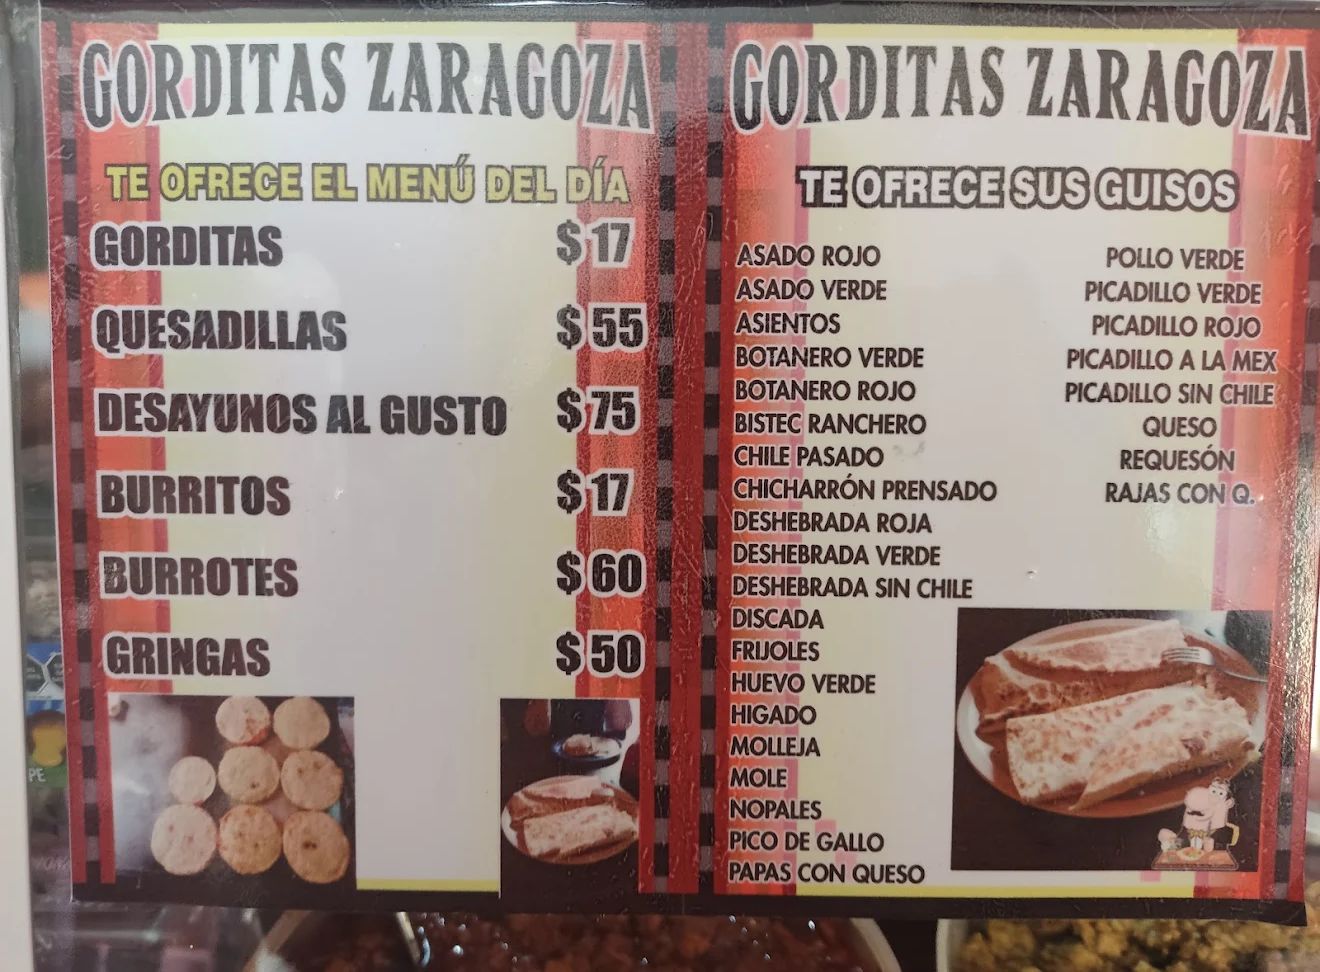 GORDITAS ZARAGOZA
TE OFRECE EL MENÚ DEL DÍA
GORDITAS $17
QUESADILLAS $55
DESAYUNOS AL GUSTO $75
BURRITOS $17
BURROTES $60
GRINGAS $50
GORDITAS ZARAGOZA
TE OFRECE SUS GUISOS
ASADO ROJO
ASADO VERDE
ASIENTOS
BOTANERO VERDE
BOTANERO ROJO
BISTEC RANCHERO
CHILE PASADO
CHICHARRÓN PRENSADO
DESHEBRADA ROJA
DESHEBRADA VERDE
DESHEBRADA SIN CHILE
DISCADA
FRIJOLES
HUEVO VERDE
HIGADO
MOLLEJA
MOLE
NOPALES
PICO DE GALLO
PAPAS CON QUESO
POLLO VERDE
PICADILLO VERDE
PICADILLO ROJO
PICADILLO A LA MEX
PICADILLO SIN CHILE
QUESO
REQUESÓN
RAJAS CON Q.